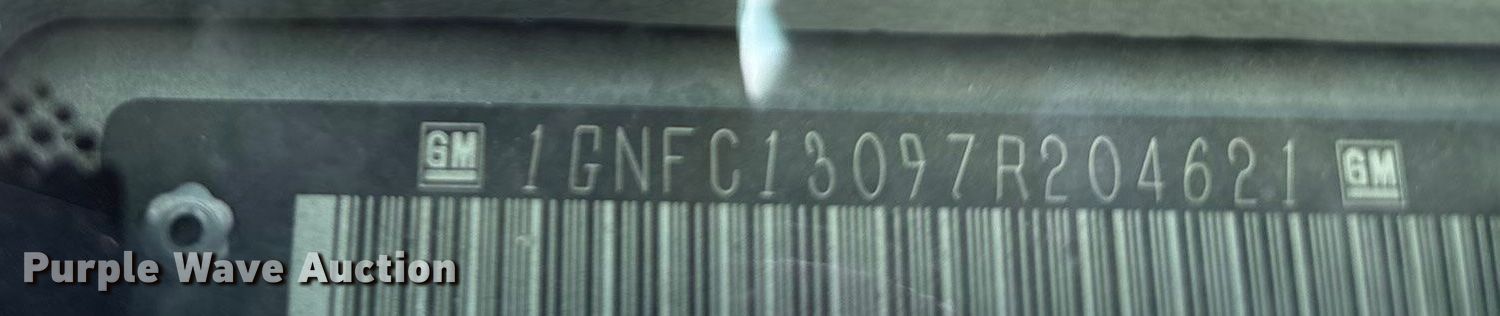 GM 1GNFC13097R204621 GM
Purple Wave Auction